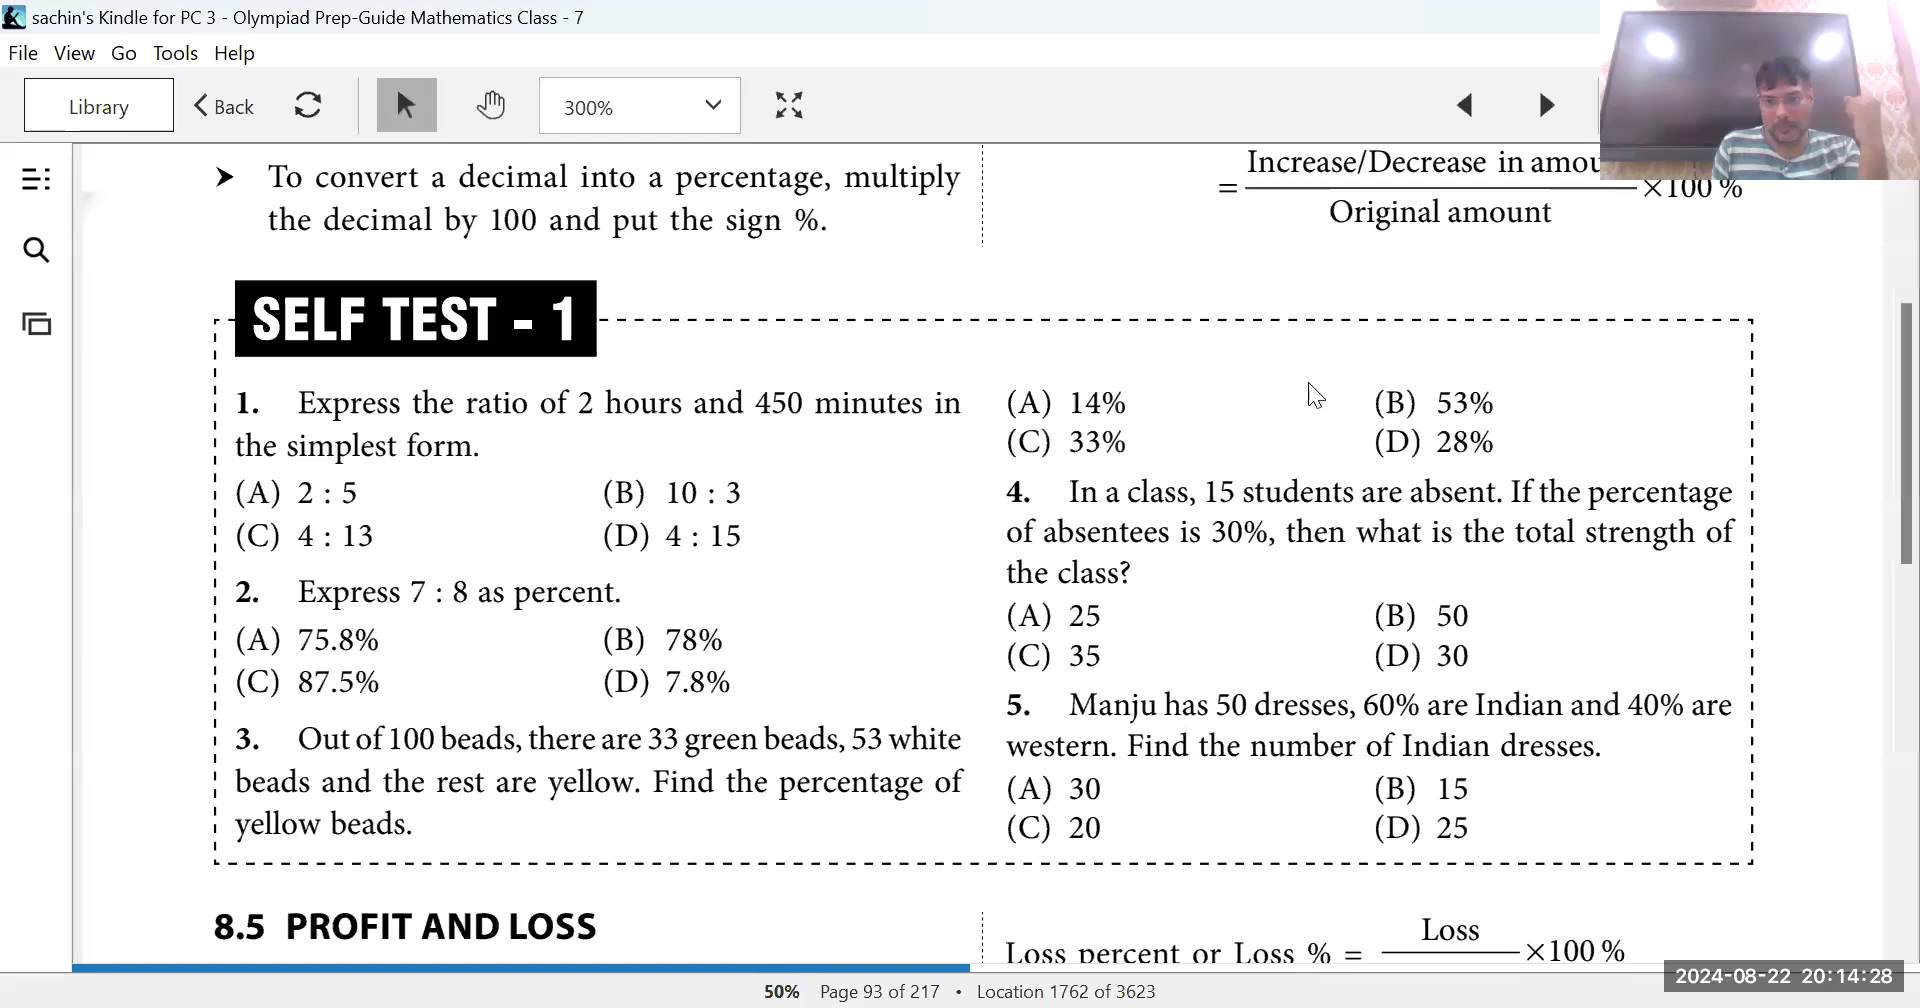 sachin's Kindle for PC 3 - Olympiad Prep-Guide Mathematics Class - 7
File View Go Tools Help
Library Back 300%
➤ To convert a decimal into a percentage, multiply
the decimal by 100 and put the sign %.
Increase/Decrease in
= ×100 %
Original amount
SELF TEST - 1
1. Express the ratio of 2 hours and 450 minutes in
the simplest form.
(A) 2 : 5 (B) 10 : 3
(C) 4 : 13 (D) 4 : 15
2. Express 7 : 8 as percent.
(A) 75.8% (B) 78%
(C) 87.5% (D) 7.8%
3. Out of 100 beads, there are 33 green beads, 53 white
beads and the rest are yellow. Find the percentage of
yellow beads.
(A) 14% (B) 53%
(C) 33% (D) 28%
4. In a class, 15 students are absent. If the percentage
of absentees is 30%, then what is the total strength of
the class?
(A) 25 (B) 50
(C) 35 (D) 30
5. Manju has 50 dresses, 60% are Indian and 40% are
western. Find the number of Indian dresses.
(A) 30 (B) 15
(C) 20 (D) 25
8.5 PROFIT AND LOSS
Loss
Loss percent or Loss % = ×100 %
50% Page 93 of 217 • Location 1762 of 3623
2024-08-22 20:14:28